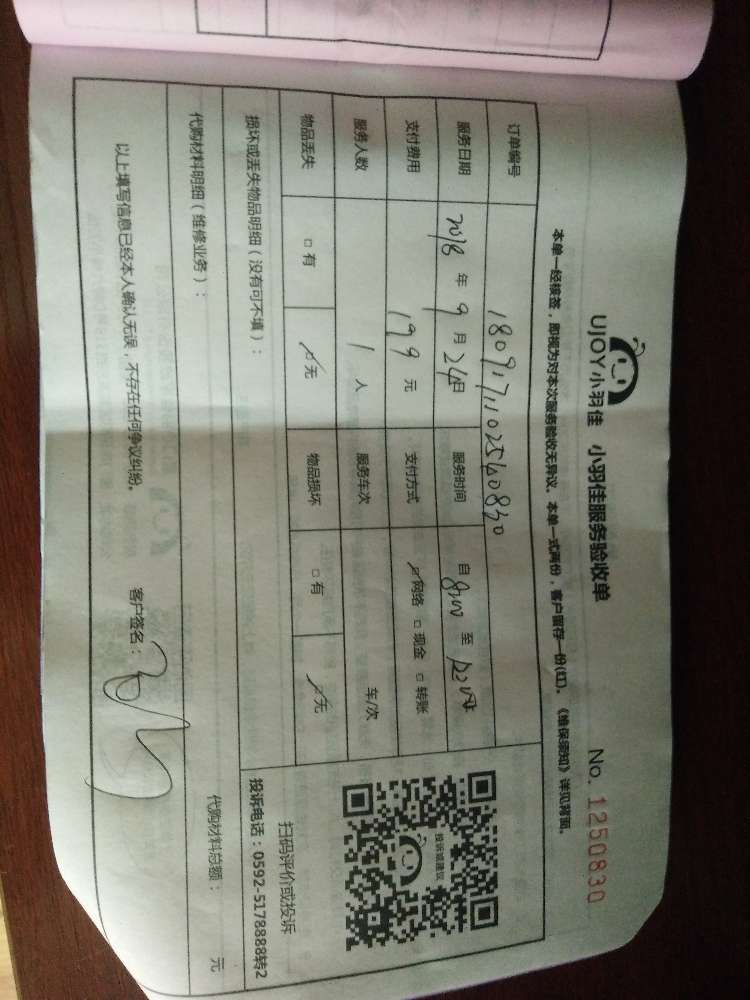 UJOY小羽佳 小羽佳服务验收单 No. 1250830
本单一经核签，即视为对本次服务验收无异议。本单一式两份，客户留存一份(红)。《维保须知》详见背面。
订单编号
服务日期 2018 年 9 月 24日 服务时间 自 8:00 至
支付费用 199 元 支付方式 网络 □ 现金 □ 转账
服务人数 1 人 服务车次 车/次
物品丢失 □ 有 无 物品损坏 □ 有 无
投诉或建议
扫码评价或投诉
投诉电话：0592-5178888转2
损坏或丢失物品明细（没有可不填）：
代购材料明细（维修业务）： 代购材料总额： 元
以上填写信息已经本人确认无误，不存在任何争议纠纷。 客户签名：